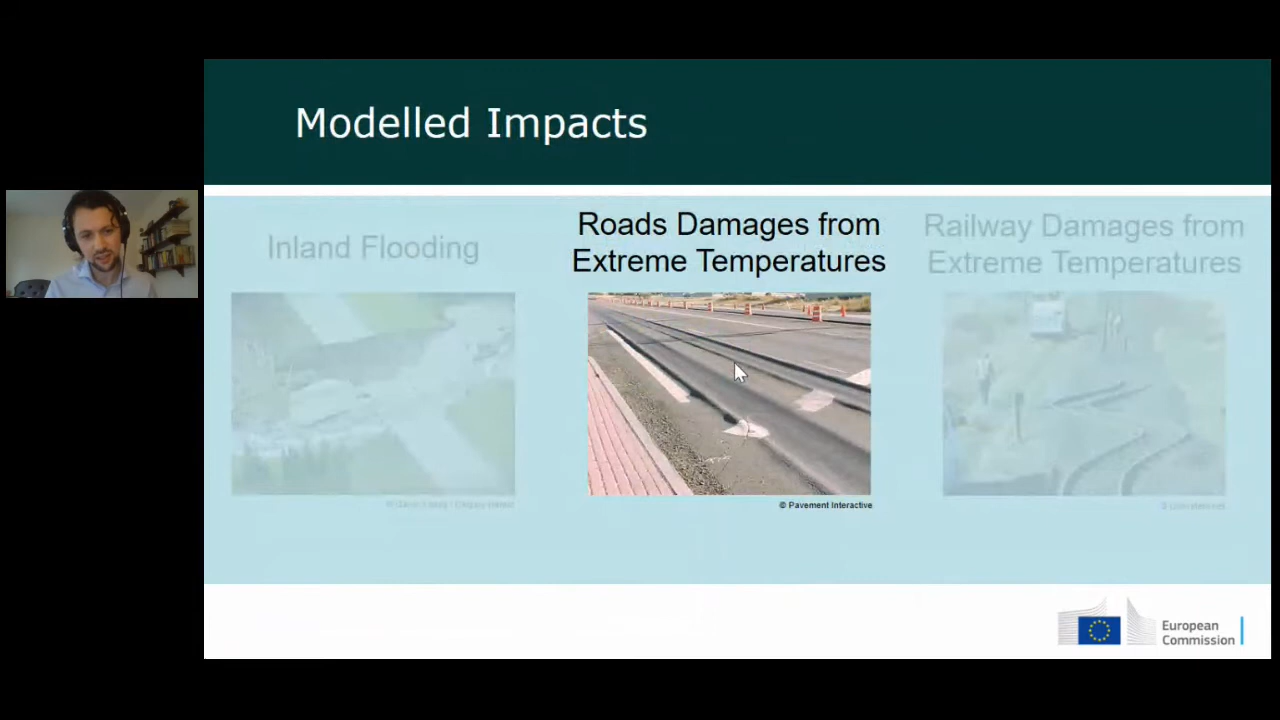 Modelled Impacts
Inland Flooding
Roads Damages from
Extreme Temperatures
Railway Damages from
Extreme Temperatures
© Pavement Interactive
European
Commission